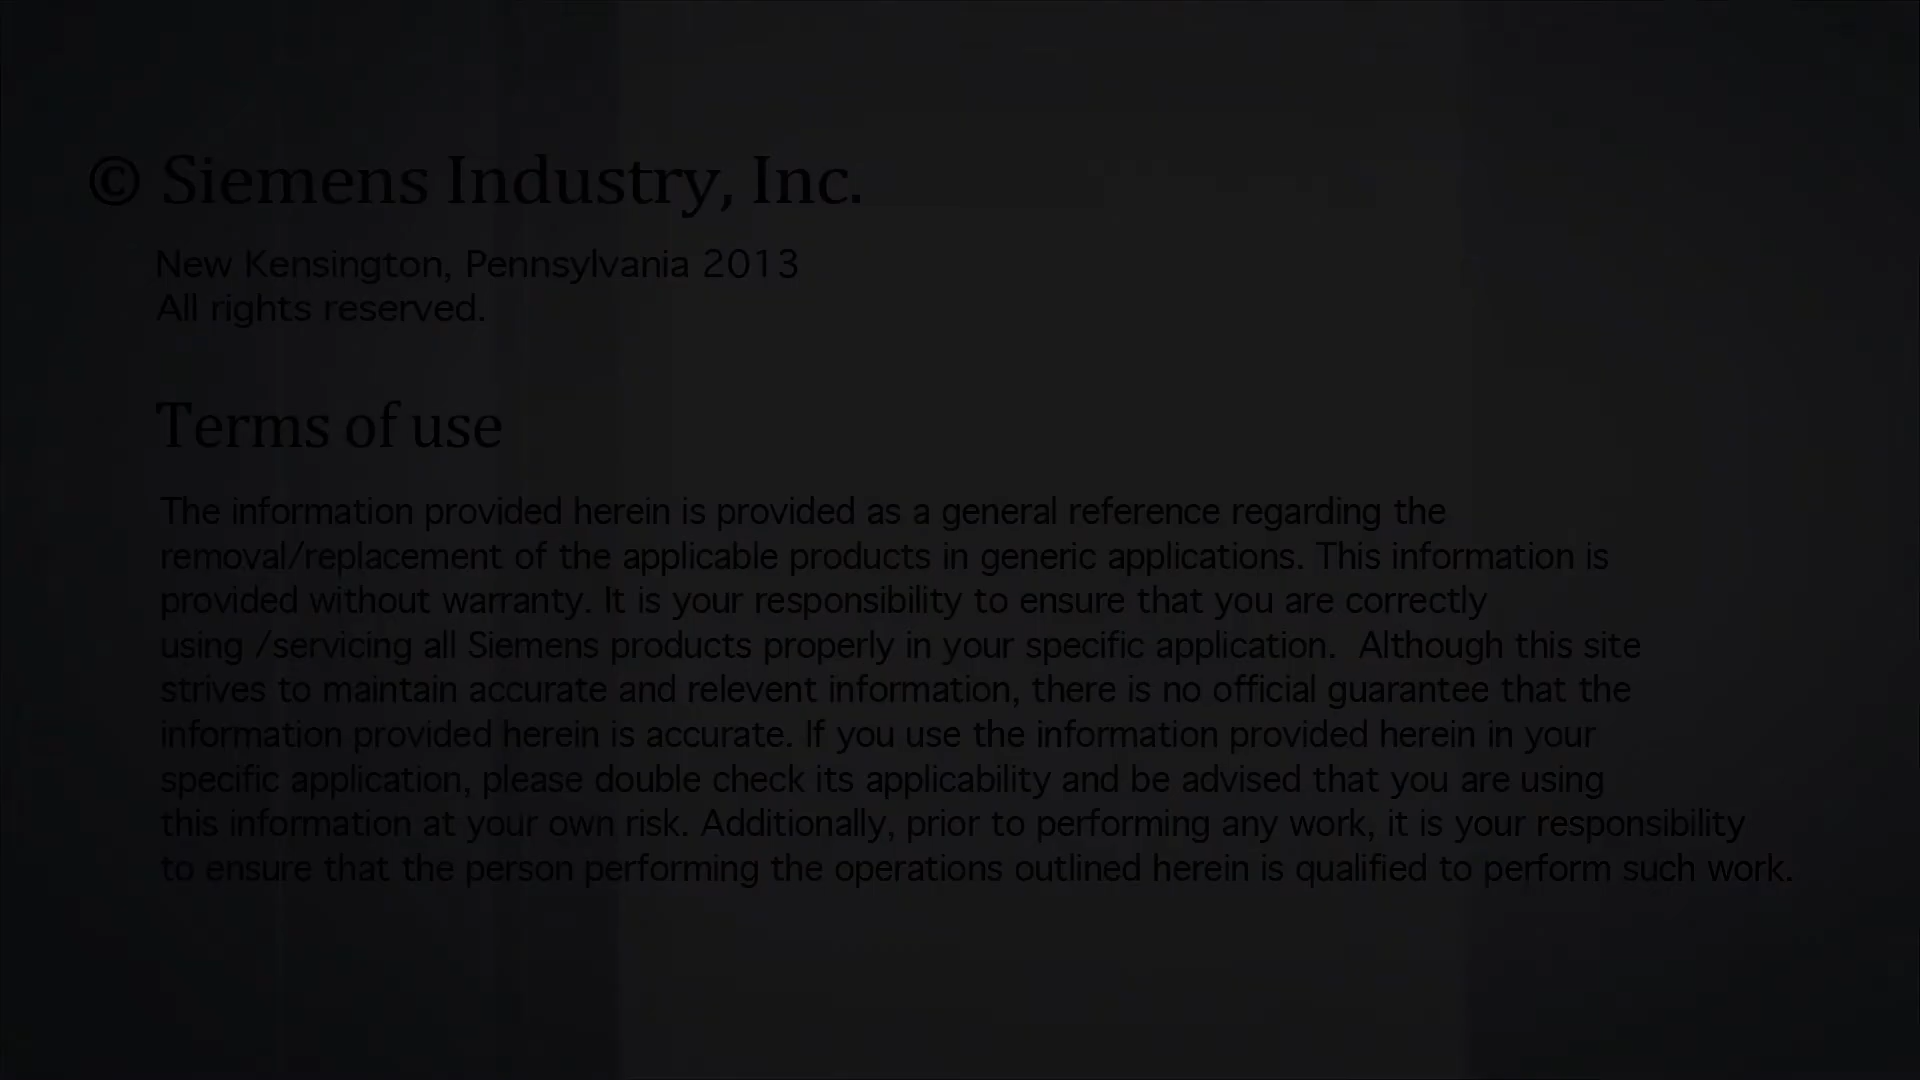 © Siemens Industry, Inc.
New Kensington, Pennsylvania 2013
All rights reserved.
Terms of use
The information provided herein is provided as a general reference regarding the
removal/replacement of the applicable products in generic applications. This information is
provided without warranty. It is your responsibility to ensure that you are correctly
using /servicing all Siemens products properly in your specific application.  Although this site
strives to maintain accurate and relevent information, there is no official guarantee that the
information provided herein is accurate. If you use the information provided herein in your
specific application, please double check its applicability and be advised that you are using
this information at your own risk. Additionally, prior to performing any work, it is your responsibility
to ensure that the person performing the operations outlined herein is qualified to perform such work.